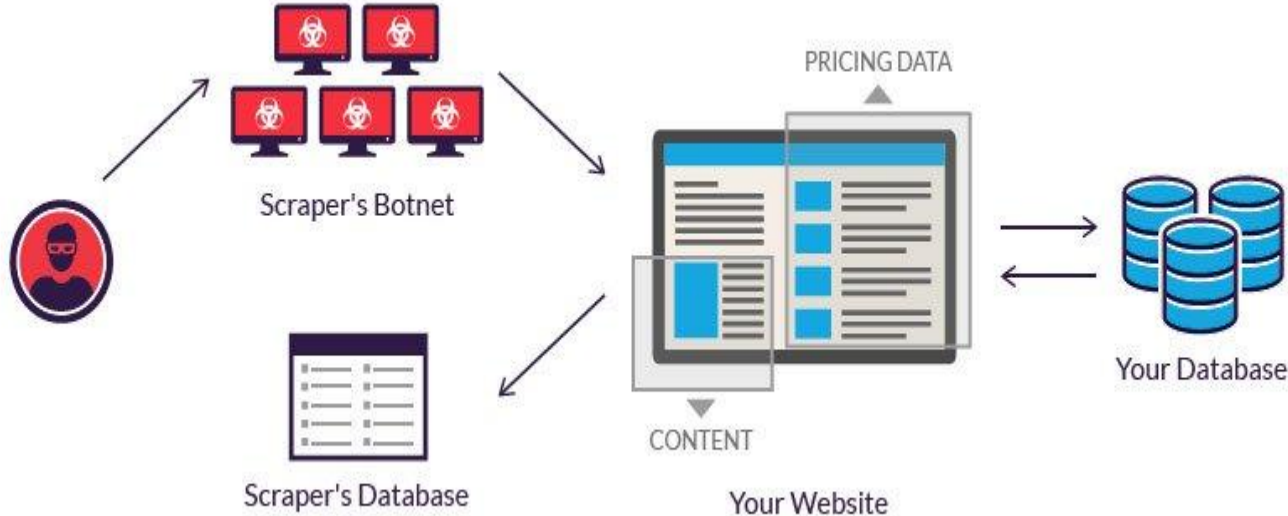 PRICING DATA
Scraper's Botnet
Your Database
CONTENT
Scraper's Database
Your Website